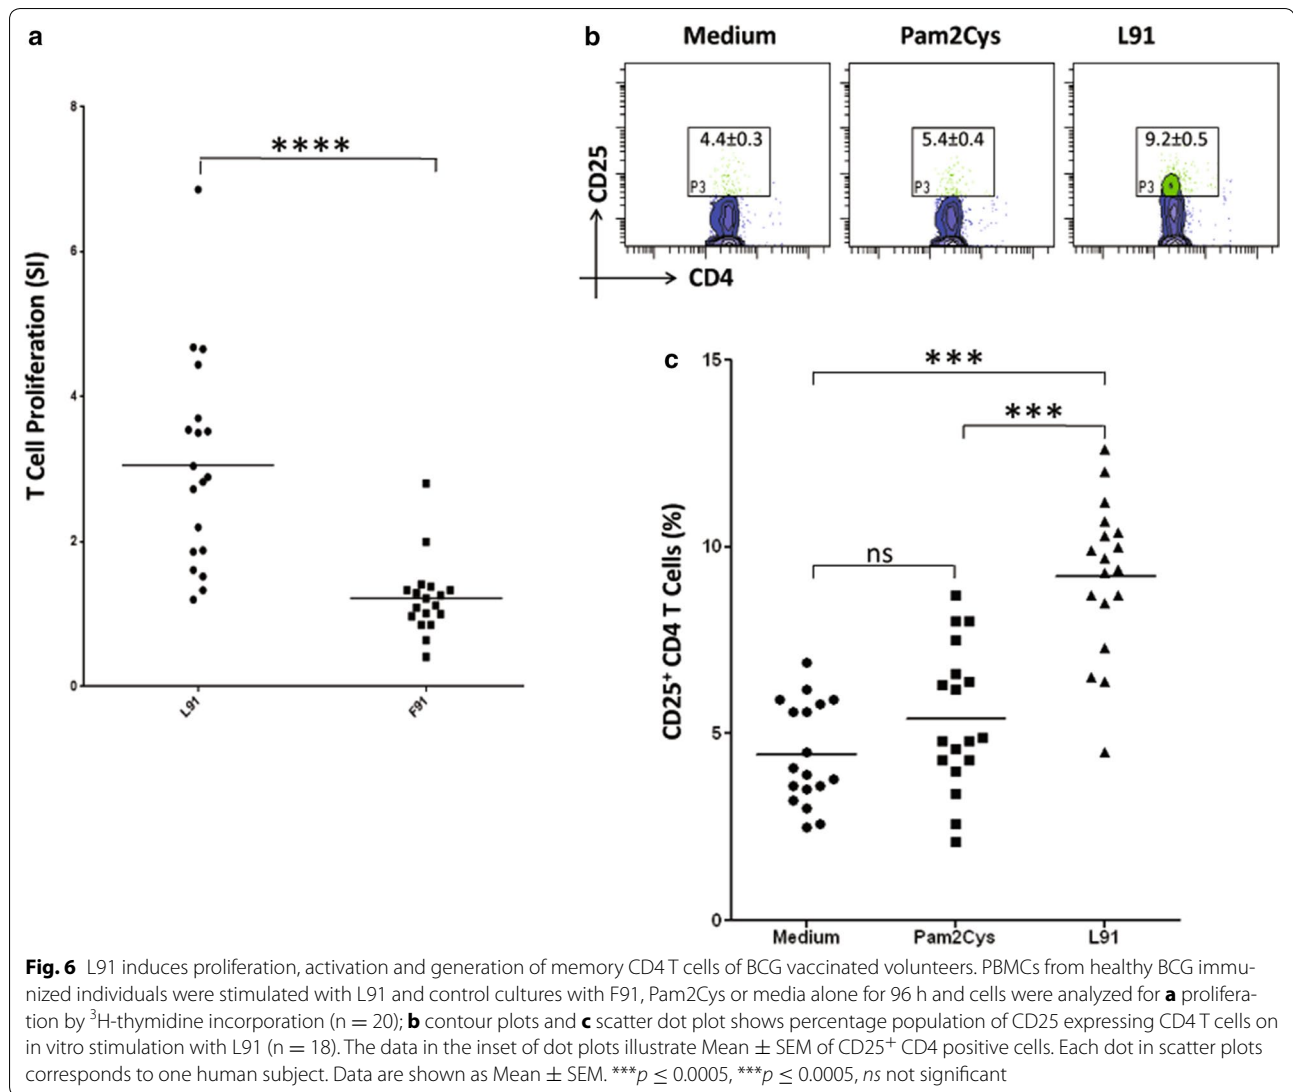 a
8
6
4
2
0
T Cell Proliferation (SI)
****
L91
F91
b
Medium
Pam2Cys
L91
4.4±0.3
P3
5.4±0.4
P3
9.2±0.5
P3
CD25
CD4
c
15
10
5
0
CD25⁺ CD4 T Cells (%)
***
***
ns
Medium
Pam2Cys
L91
Fig. 6 L91 induces proliferation, activation and generation of memory CD4 T cells of BCG vaccinated volunteers. PBMCs from healthy BCG immu-
nized individuals were stimulated with L91 and control cultures with F91, Pam2Cys or media alone for 96 h and cells were analyzed for a prolifera-
tion by ³H-thymidine incorporation (n = 20); b contour plots and c scatter dot plot shows percentage population of CD25 expressing CD4 T cells on
in vitro stimulation with L91 (n = 18). The data in the inset of dot plots illustrate Mean ± SEM of CD25⁺ CD4 positive cells. Each dot in scatter plots
corresponds to one human subject. Data are shown as Mean ± SEM. ***p ≤ 0.0005, ***p ≤ 0.0005, ns not significant